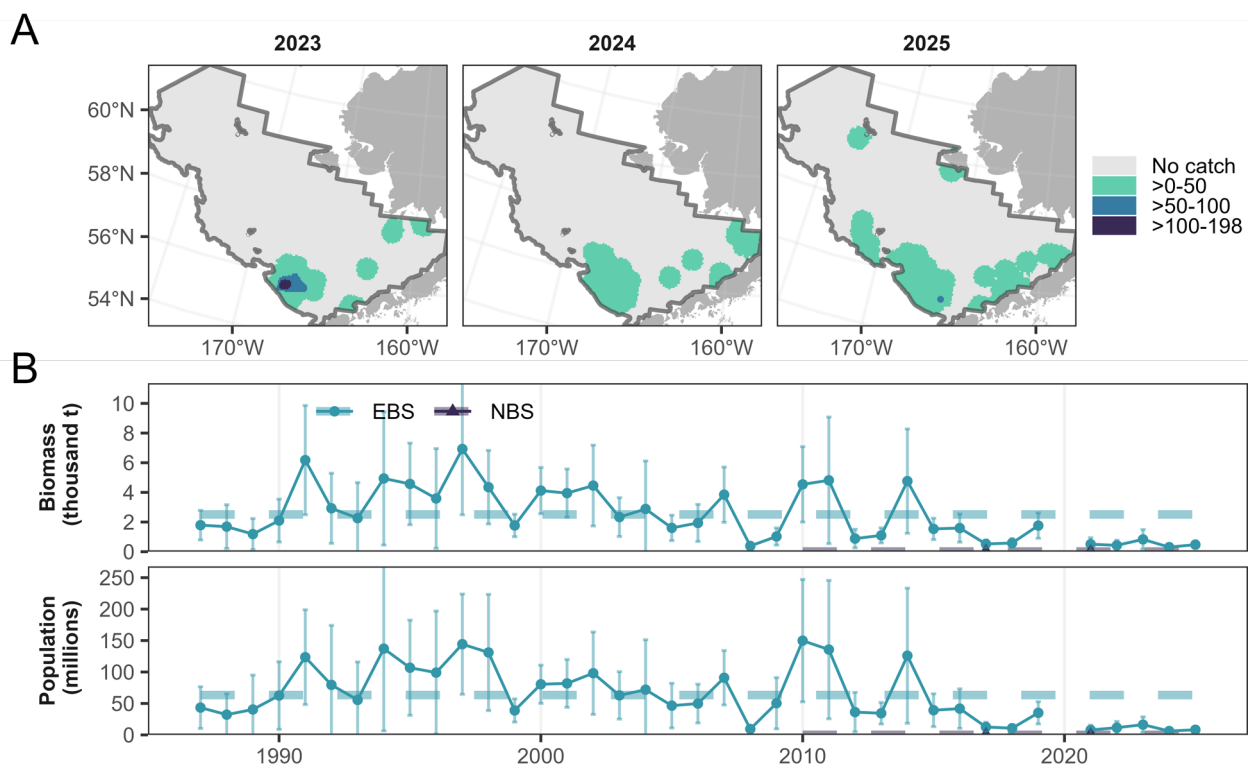 A
2023 2024 2025
60°N
58°N
56°N
54°N
170°W 160°W 170°W 160°W 170°W 160°W
No catch
>0-50
>50-100
>100-198
B
Biomass
(thousand t)
10
8
6
4
2
0
EBS NBS
Population
(millions)
250
200
150
100
50
0
1990 2000 2010 2020